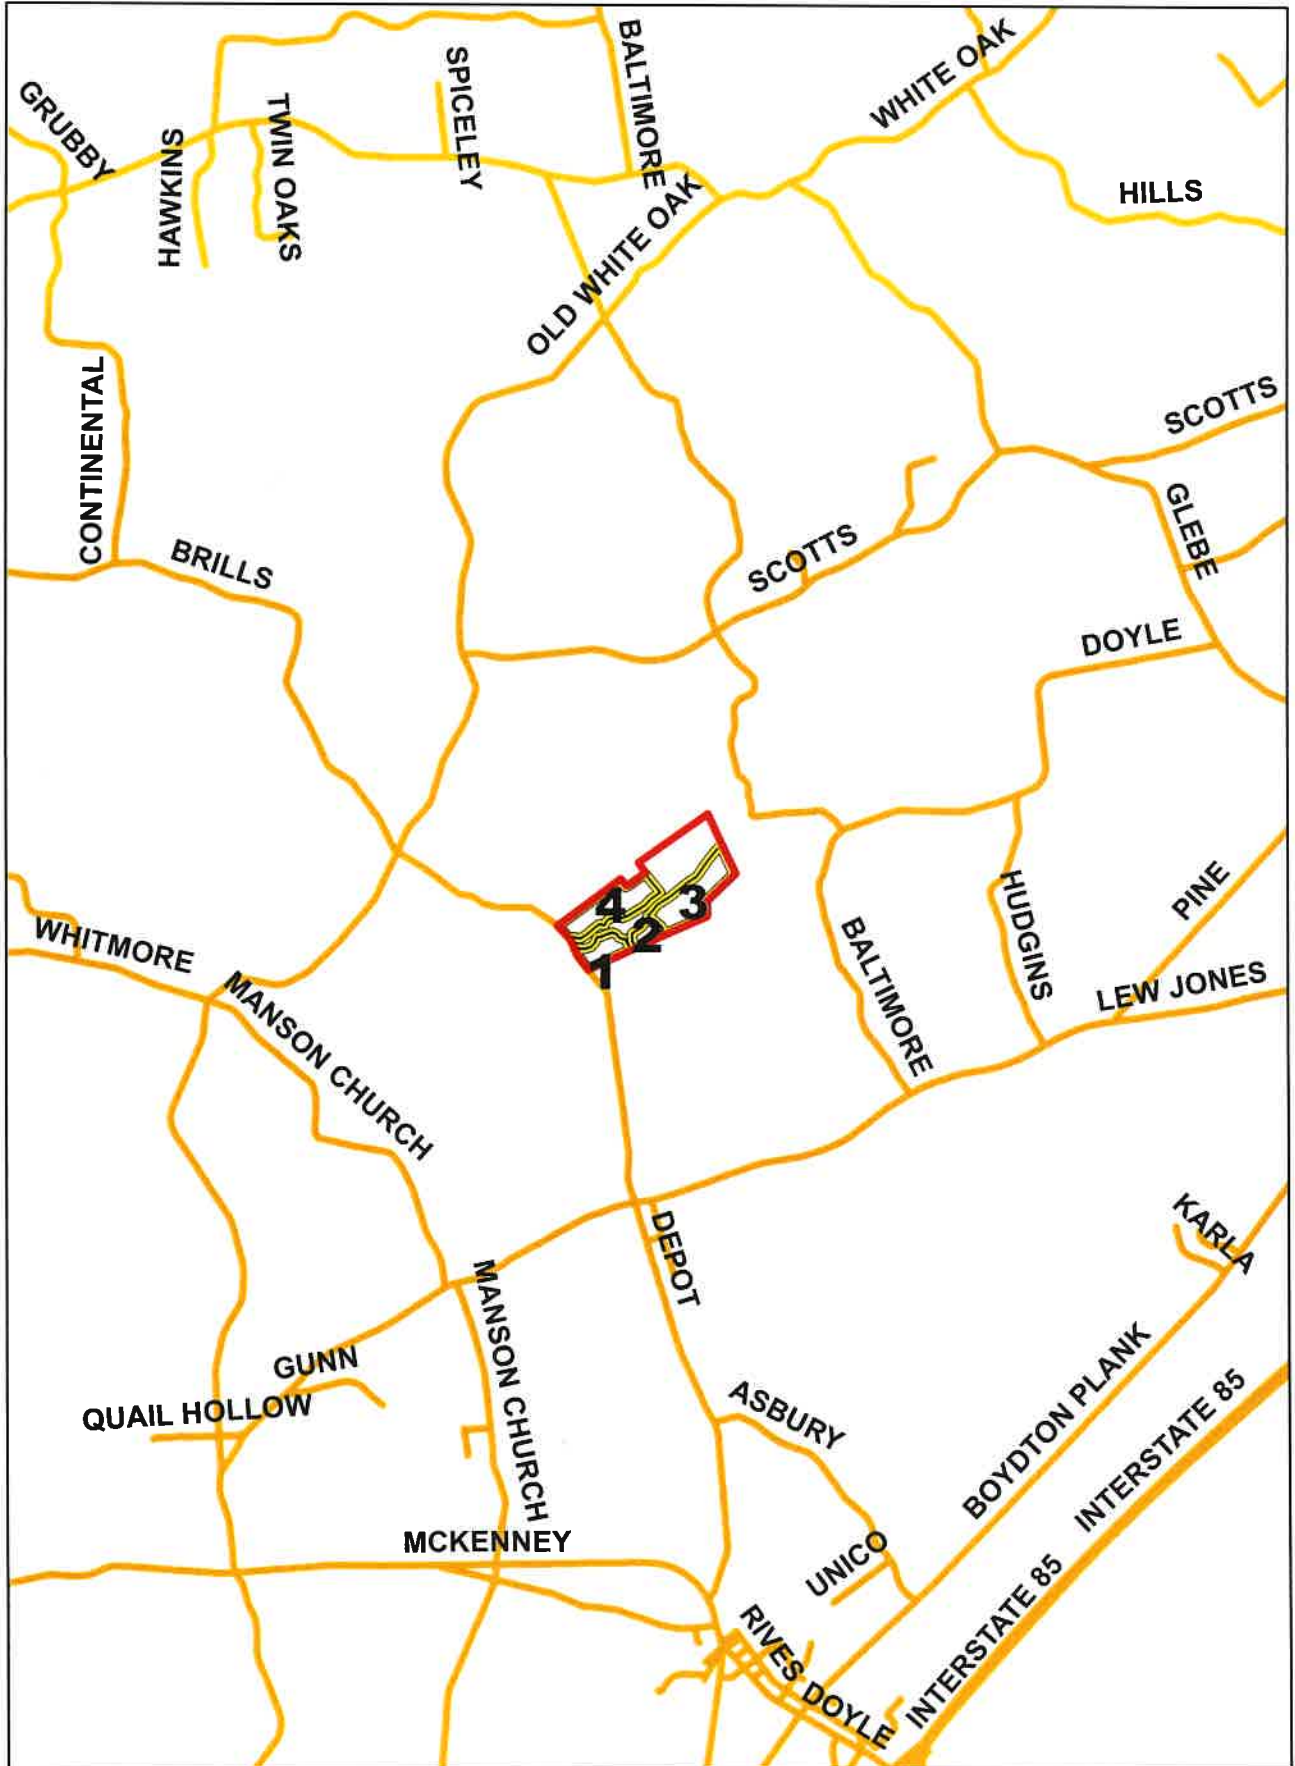 BALTIMORE
WHITE OAK
SPICELEY
GRUBBY
TWIN OAKS
HAWKINS
HILLS
OLD WHITE OAK
CONTINENTAL
SCOTTS
GLEBE
BRILLS
SCOTTS
DOYLE
4
3
2
1
HUDGINS
PINE
BALTIMORE
WHITMORE
LEW JONES
MANSON CHURCH
KARLA
DEPOT
MANSON CHURCH
GUNN
QUAIL HOLLOW
ASBURY
BOYDTON PLANK
INTERSTATE 85
MCKENNEY
UNICO
INTERSTATE 85
RIVES
DOYLE